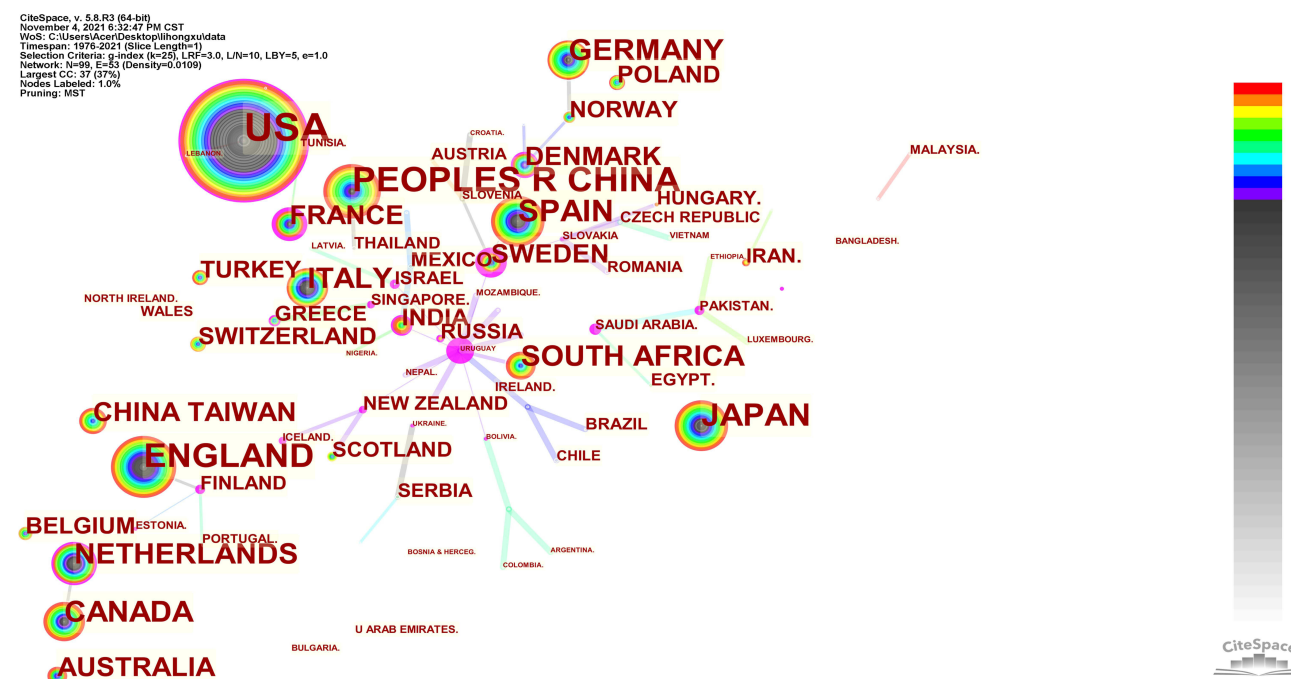 CiteSpace, v. 5.8.R3 (64-bit)
November 4, 2021 6:32:47 PM CST
WoS: C:\Users\Acer\Desktop\lihongxu\data
Timespan: 1976-2021 (Slice Length=1)
Selection Criteria: g-index (k=25), LRF=3.0, L/N=10, LBY=5, e=1.0
Network: N=99, E=53 (Density=0.0109)
Largest CC: 37 (37%)
Nodes Labeled: 1.0%
Pruning: MST
GERMANY
POLAND
NORWAY
USA
TUNISIA.
LEBANON.
CROATIA.
AUSTRIA
DENMARK
MALAYSIA.
PEOPLES R CHINA
SLOVENIA
HUNGARY.
SPAIN
CZECH REPUBLIC
FRANCE
SLOVAKIA
VIETNAM
BANGLADESH.
LATVIA.
THAILAND
MEXICO
SWEDEN
ETHIOPIA
IRAN.
ROMANIA
TURKEY
ITALY
ISRAEL
NORTH IRELAND.
WALES
SINGAPORE.
MOZAMBIQUE.
PAKISTAN.
GREECE
INDIA
RUSSIA
SAUDI ARABIA.
SWITZERLAND
LUXEMBOURG.
NIGERIA.
URUGUAY
SOUTH AFRICA
NEPAL.
EGYPT.
IRELAND.
CHINA TAIWAN
NEW ZEALAND
JAPAN
UKRAINE.
BRAZIL
ICELAND.
BOLIVIA.
SCOTLAND
CHILE
ENGLAND
FINLAND
SERBIA
BELGIUM
ESTONIA.
PORTUGAL.
NETHERLANDS
BOSNIA & HERCEG.
ARGENTINA.
COLOMBIA.
CANADA
U ARAB EMIRATES.
BULGARIA.
AUSTRALIA
CiteSpace